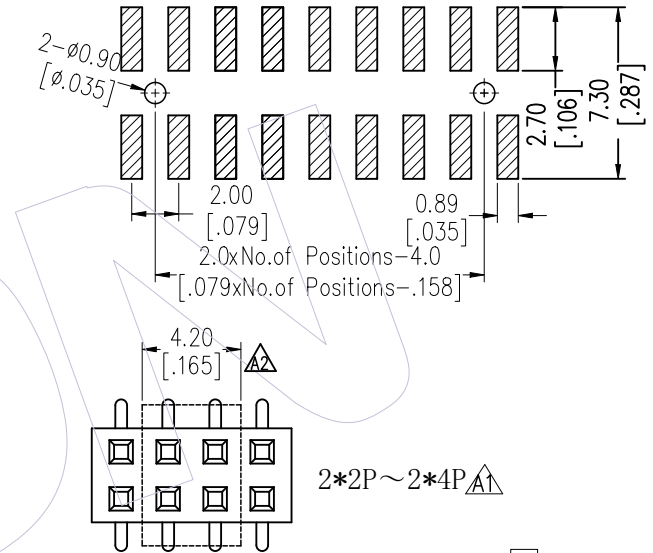 2-ø0.90
[ø.035]
2.70
[.106]
7.30
[.287]
2.00
[.079]
0.89
[.035]
2.0xNo.of Positions-4.0
[.079xNo.of Positions-.158]
4.20
[.165]
A2
2*2P～2*4P
A1